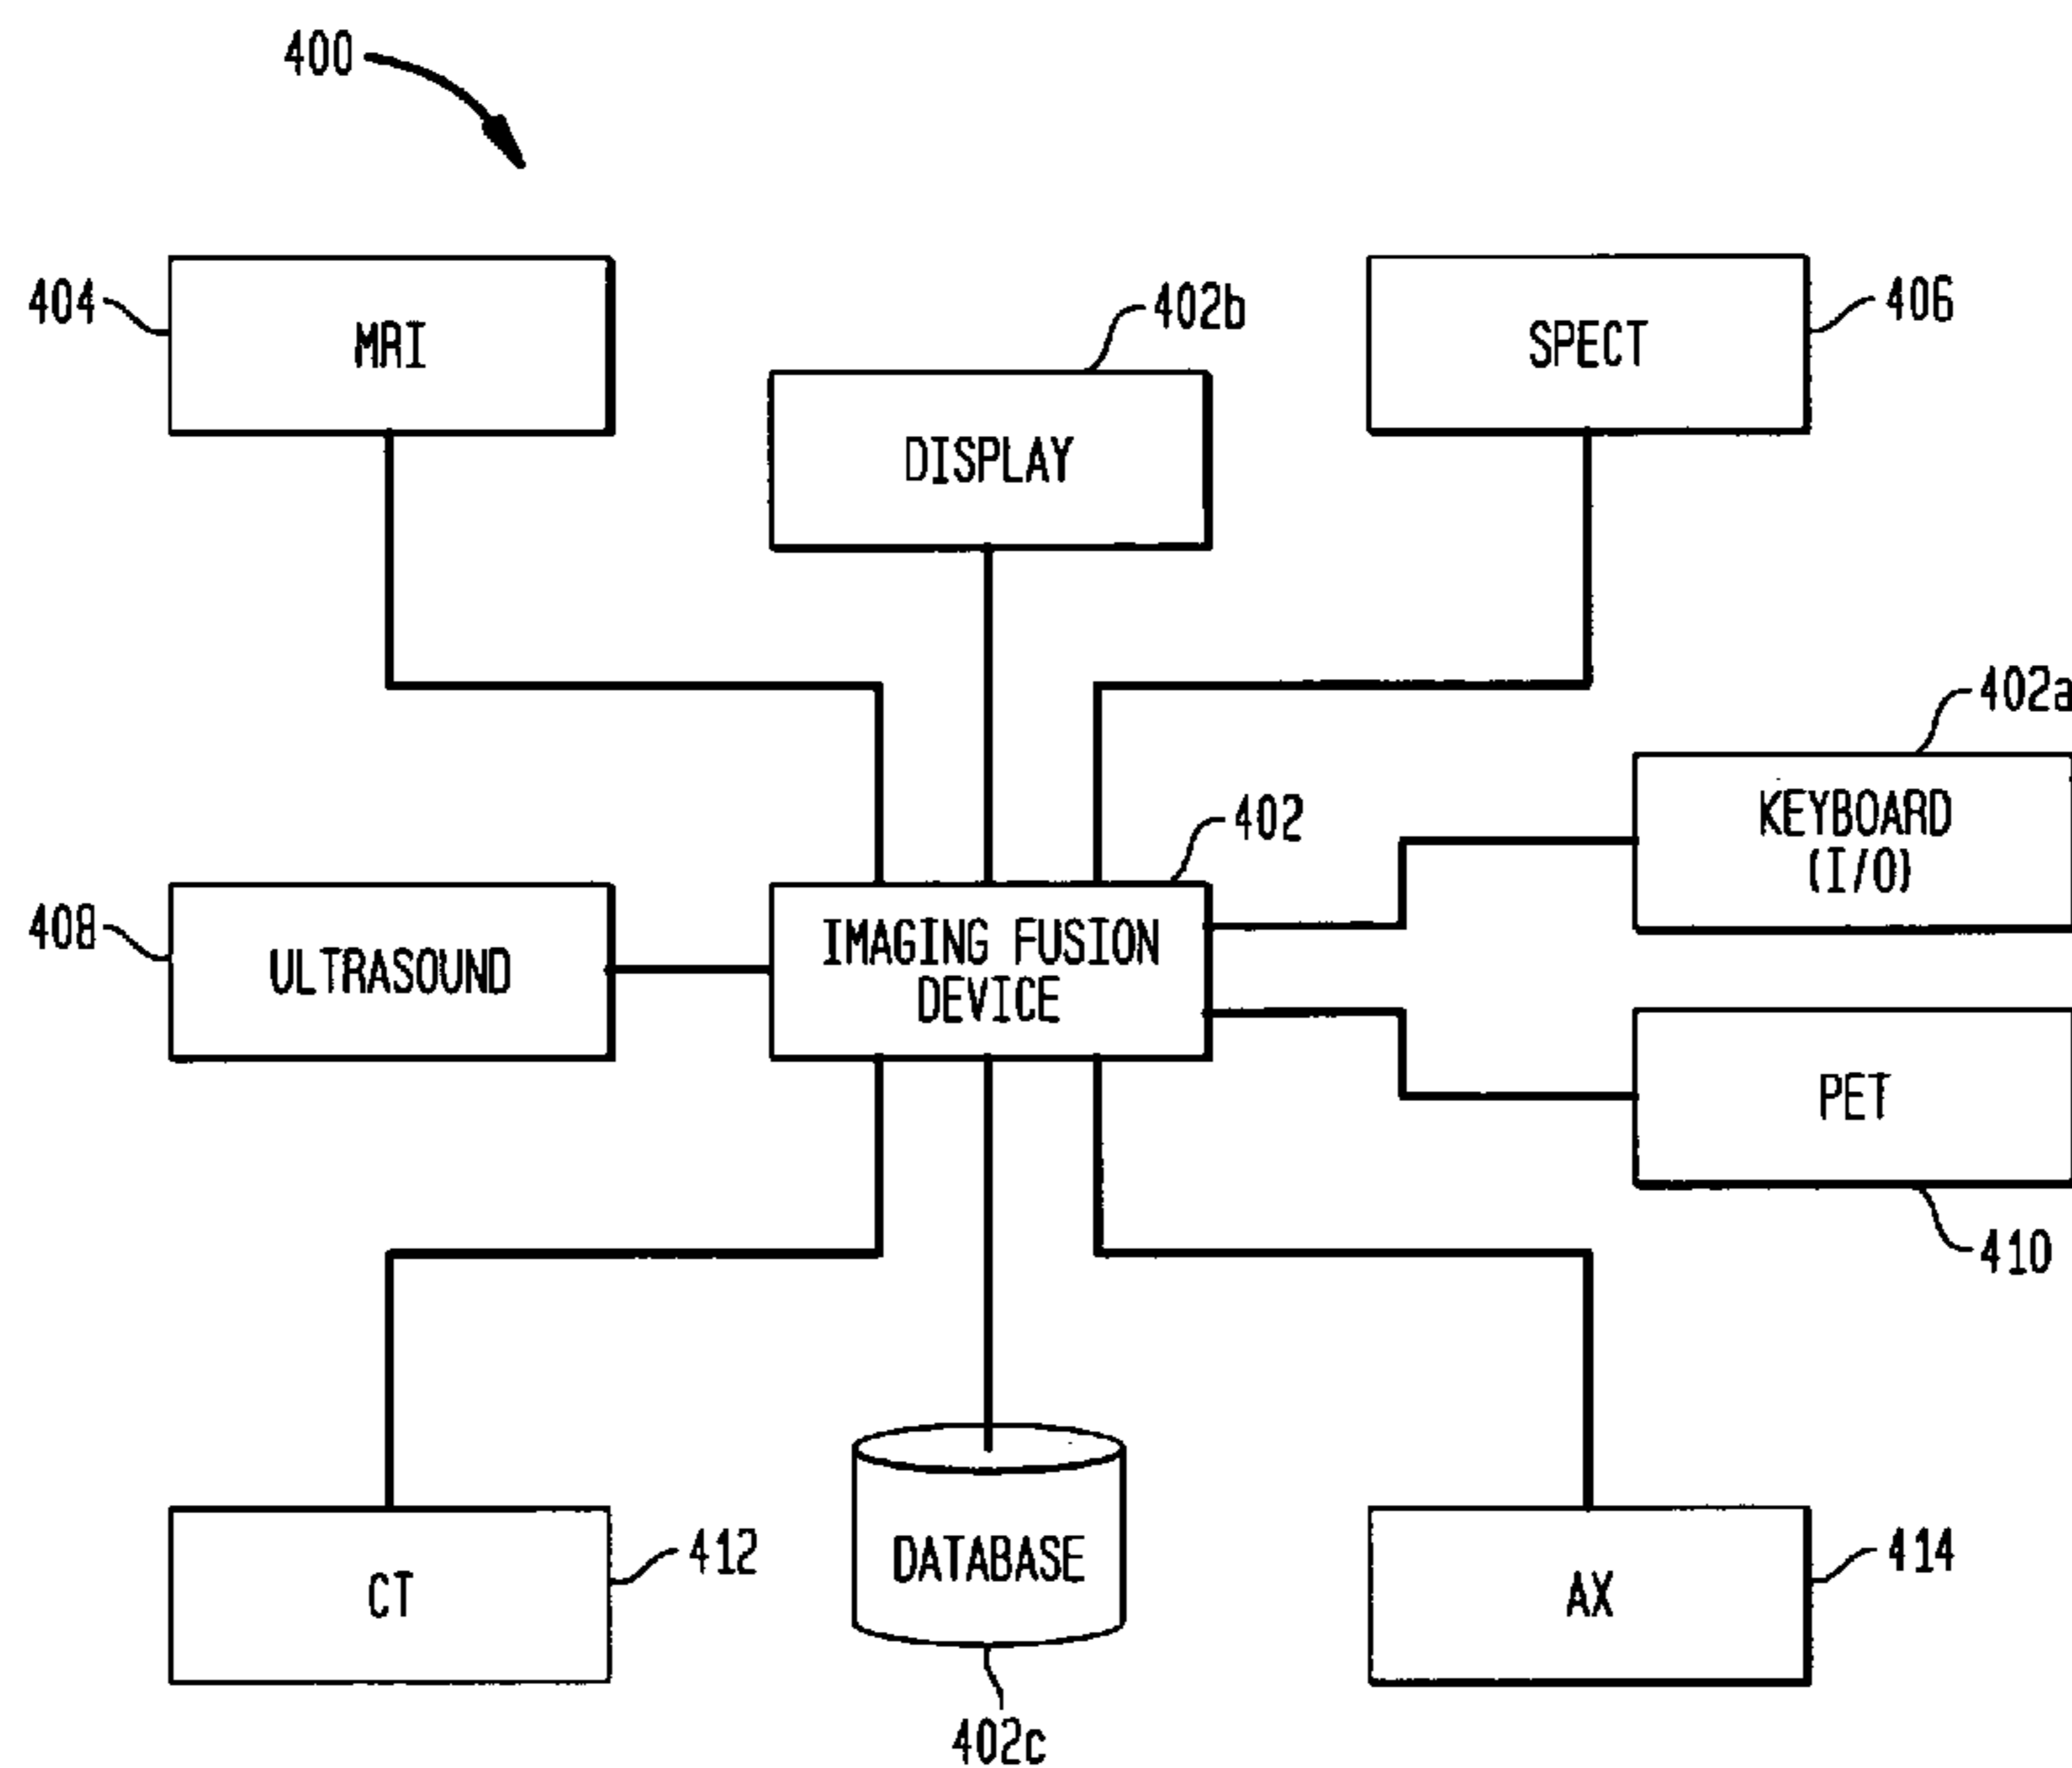 400
404
MRI
402b
DISPLAY
406
SPECT
402a
KEYBOARD
(I/O)
402
IMAGING FUSION
DEVICE
408
ULTRASOUND
PET
410
412
CT
DATABASE
402c
414
AX